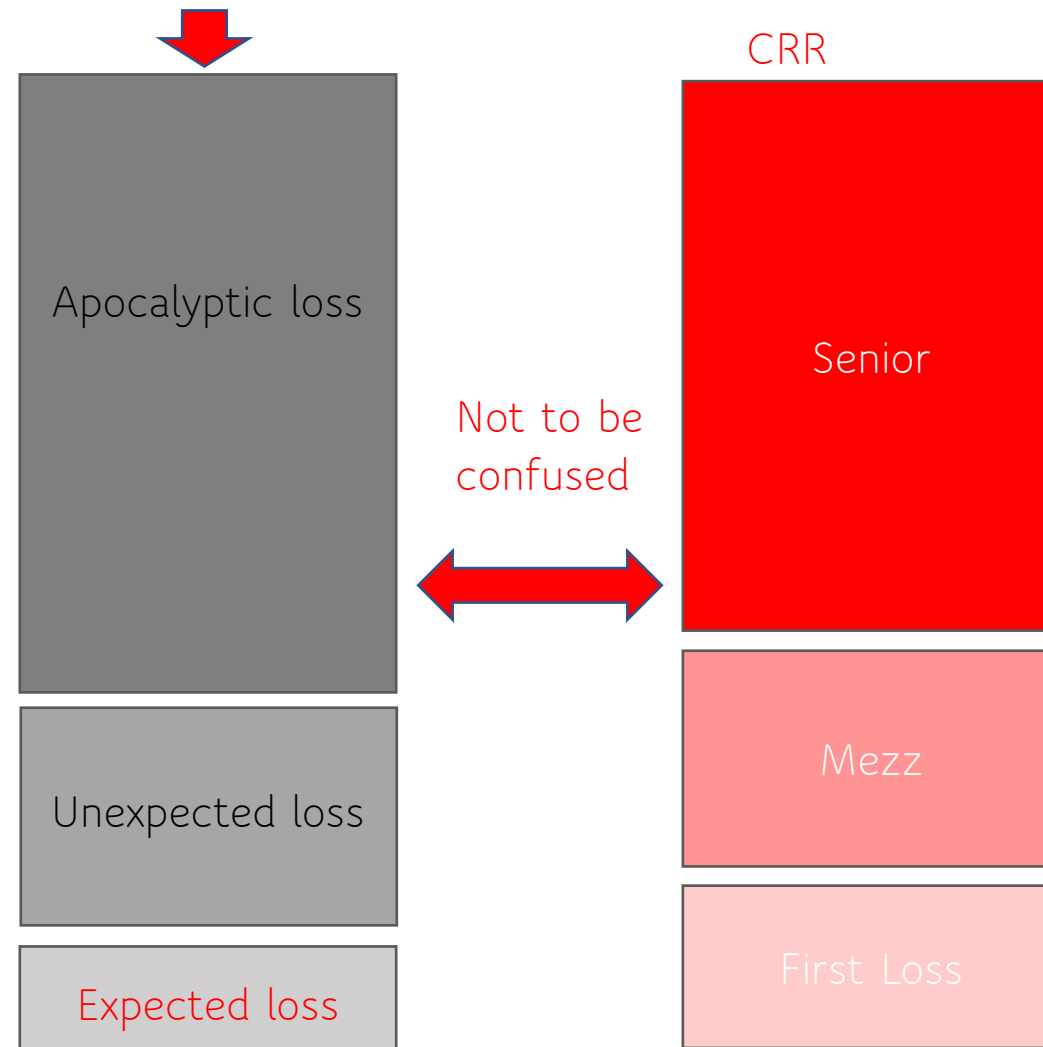 CRR
Apocalyptic loss
Senior
Not to be
confused
Mezz
Unexpected loss
First Loss
Expected loss